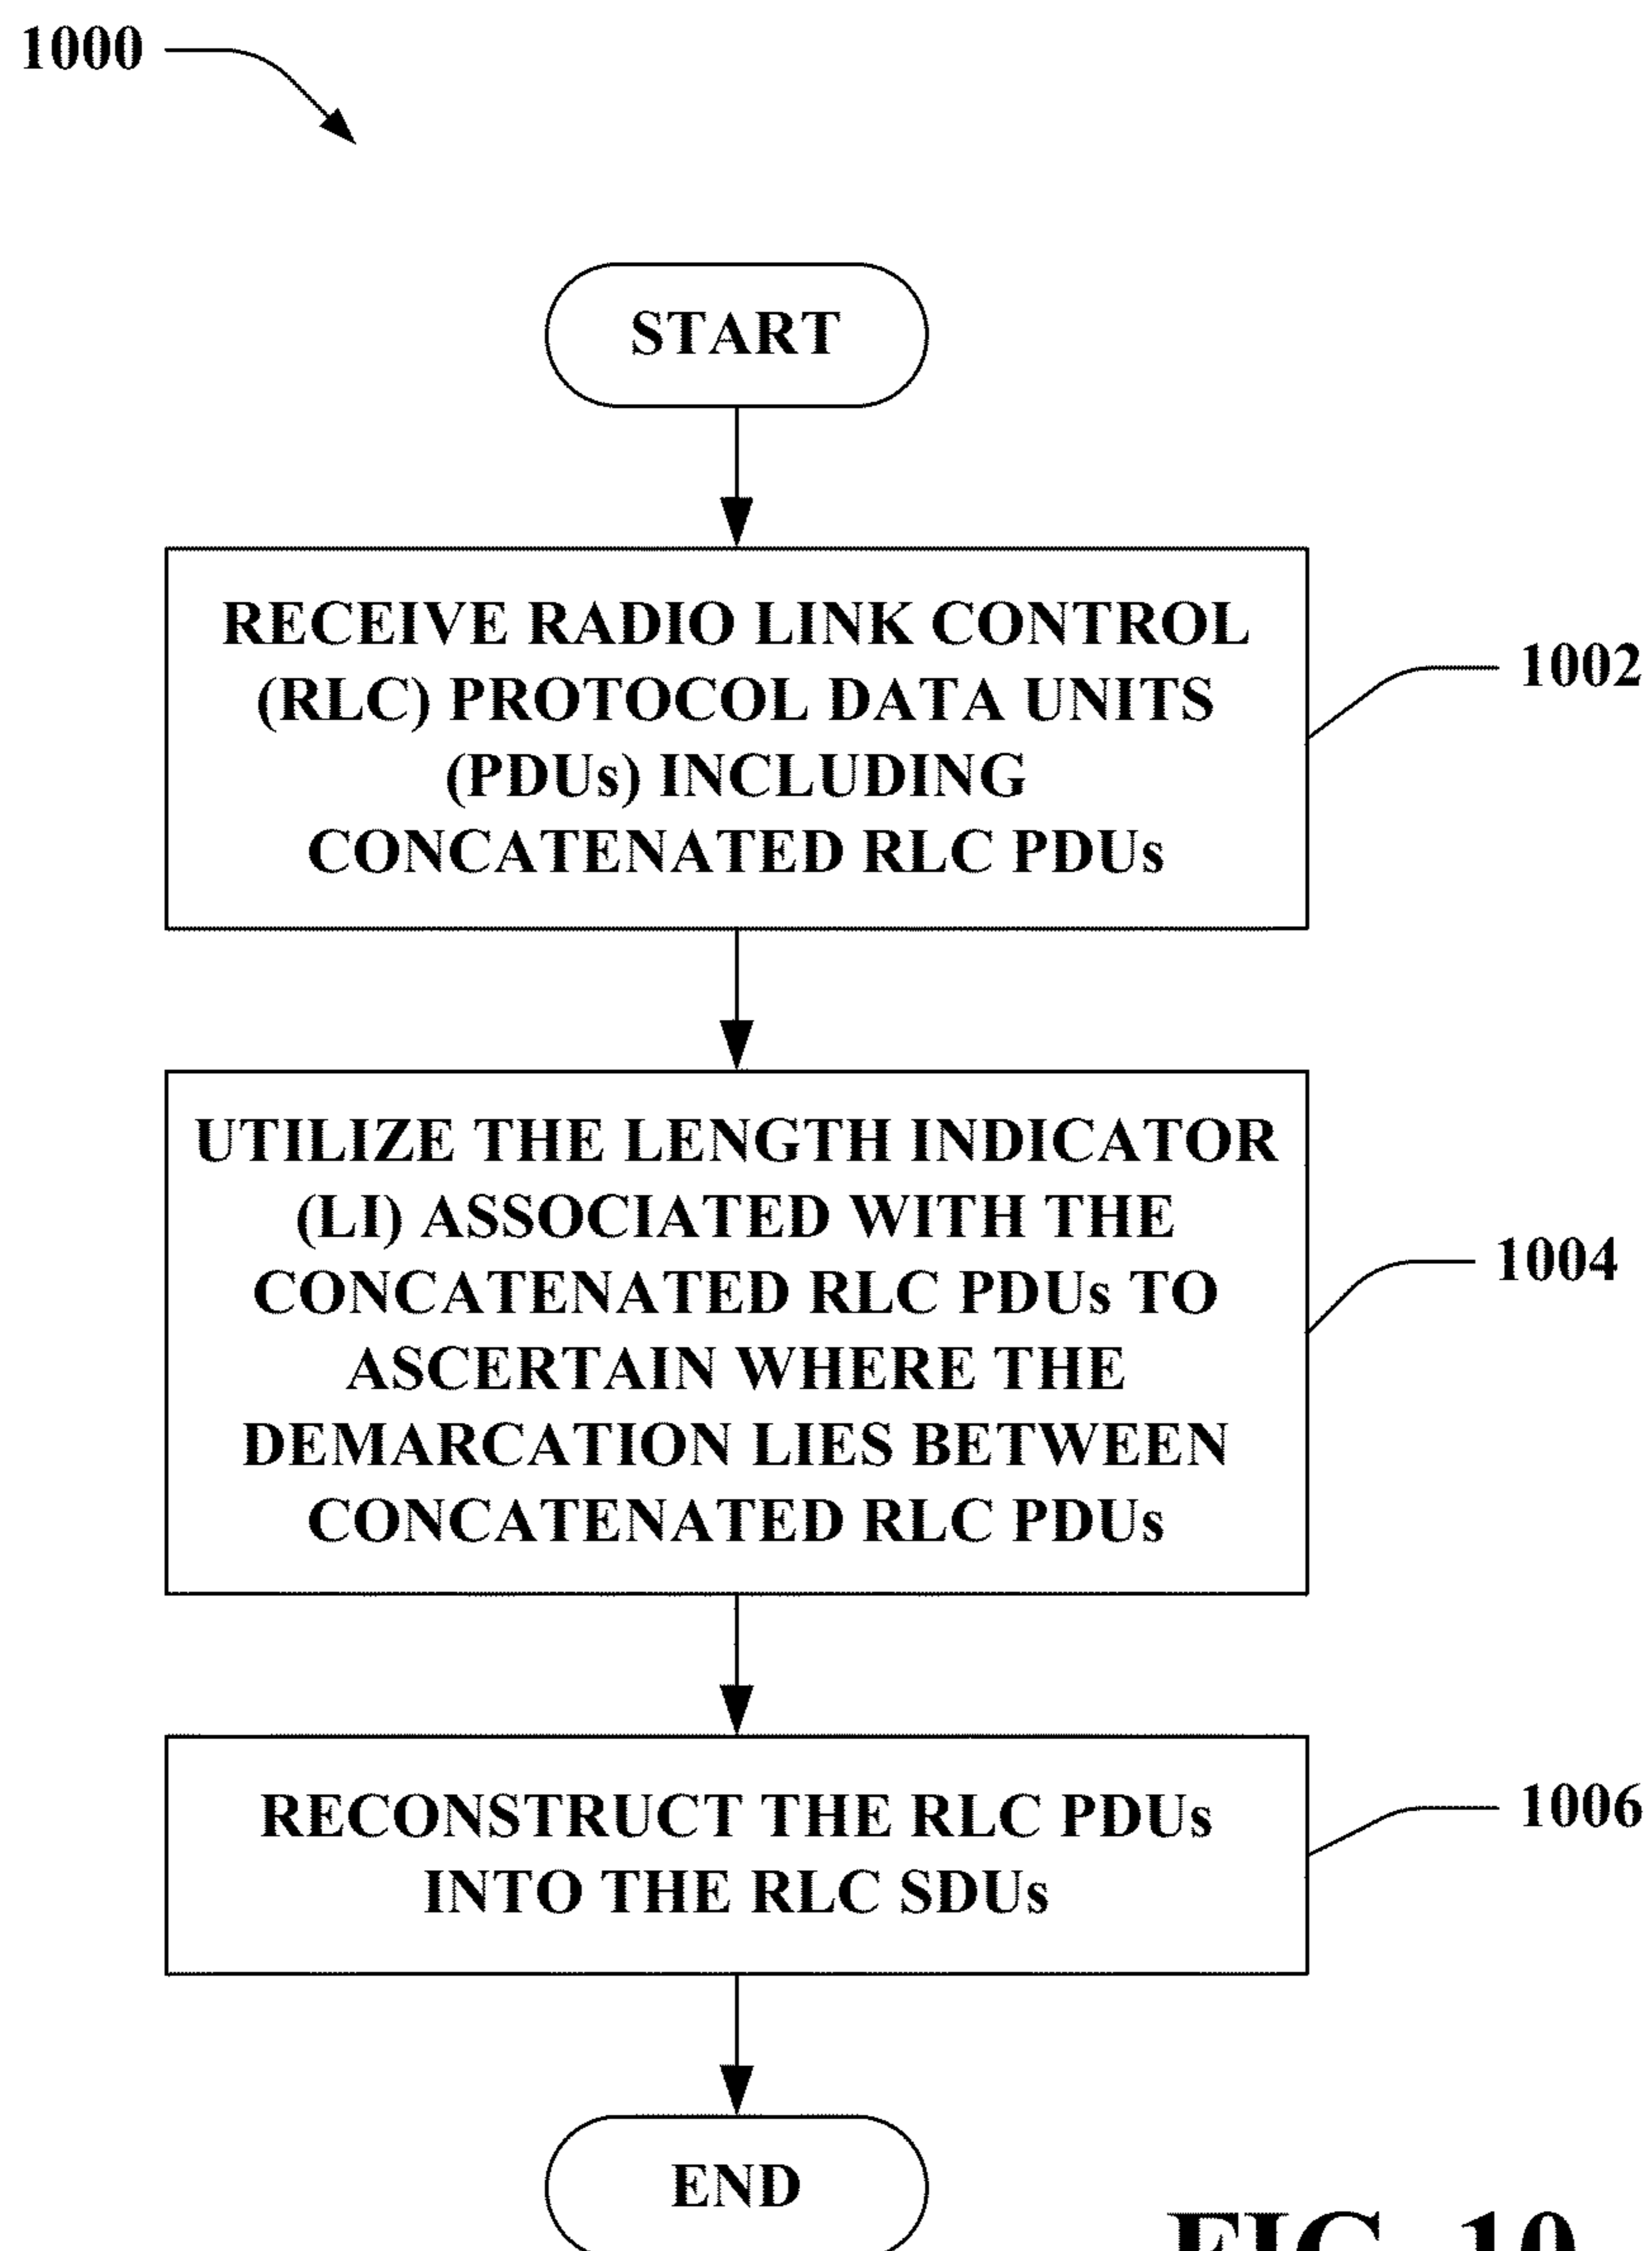 1000
START
RECEIVE RADIO LINK CONTROL
(RLC) PROTOCOL DATA UNITS
(PDUs) INCLUDING
CONCATENATED RLC PDUs
1002
UTILIZE THE LENGTH INDICATOR
(LI) ASSOCIATED WITH THE
CONCATENATED RLC PDUs TO
ASCERTAIN WHERE THE
DEMARCATION LIES BETWEEN
CONCATENATED RLC PDUs
1004
RECONSTRUCT THE RLC PDUs
INTO THE RLC SDUs
1006
END
FIG. 10